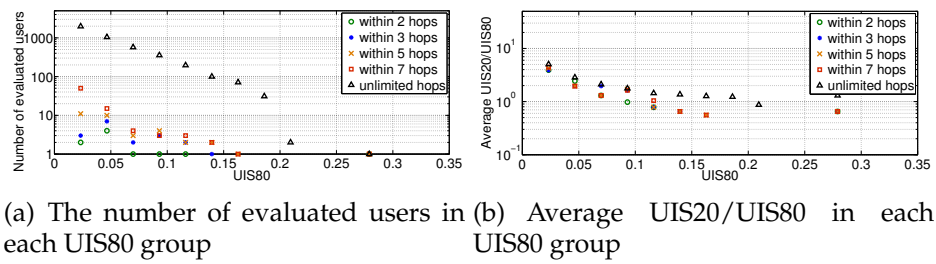 Number of evaluated users
1000
100
10
1
0
0.05
0.1
0.15
0.2
0.25
0.3
0.35
UIS80
within 2 hops
within 3 hops
within 5 hops
within 7 hops
unlimited hops
Average UIS20/UIS80
10^1
10^0
10^−1
0
0.05
0.1
0.15
0.2
0.25
0.3
0.35
UIS80
within 2 hops
within 3 hops
within 5 hops
within 7 hops
unlimited hops
(a) The number of evaluated users in
each UIS80 group
(b) Average UIS20/UIS80 in each
UIS80 group